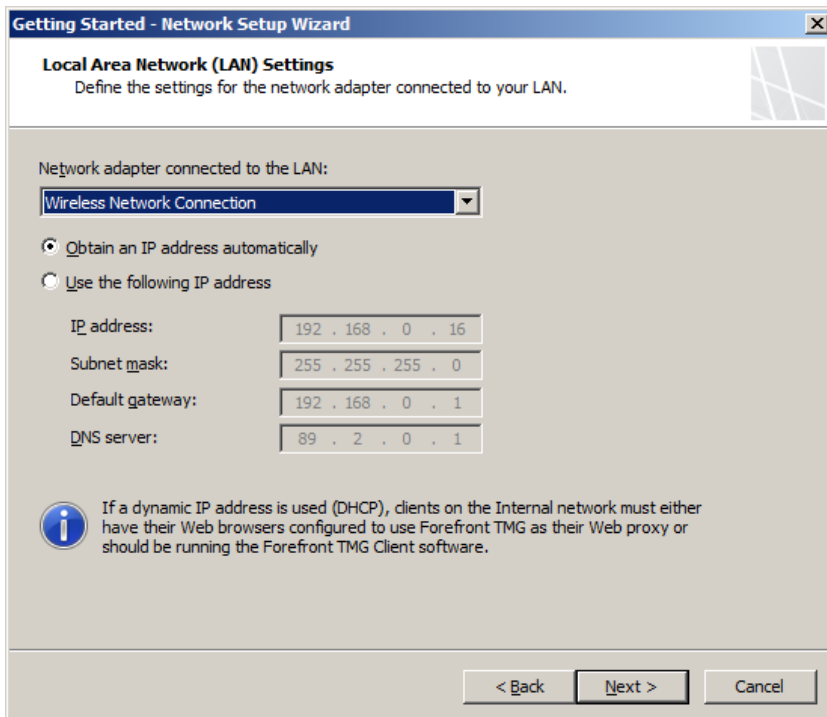 Getting Started - Network Setup Wizard
Local Area Network (LAN) Settings
Define the settings for the network adapter connected to your LAN.
Network adapter connected to the LAN:
Wireless Network Connection
Obtain an IP address automatically
Use the following IP address
IP address: 192 . 168 . 0 . 16
Subnet mask: 255 . 255 . 255 . 0
Default gateway: 192 . 168 . 0 . 1
DNS server: 89 . 2 . 0 . 1
If a dynamic IP address is used (DHCP), clients on the Internal network must either
have their Web browsers configured to use Forefront TMG as their Web proxy or
should be running the Forefront TMG Client software.
< Back Next > Cancel